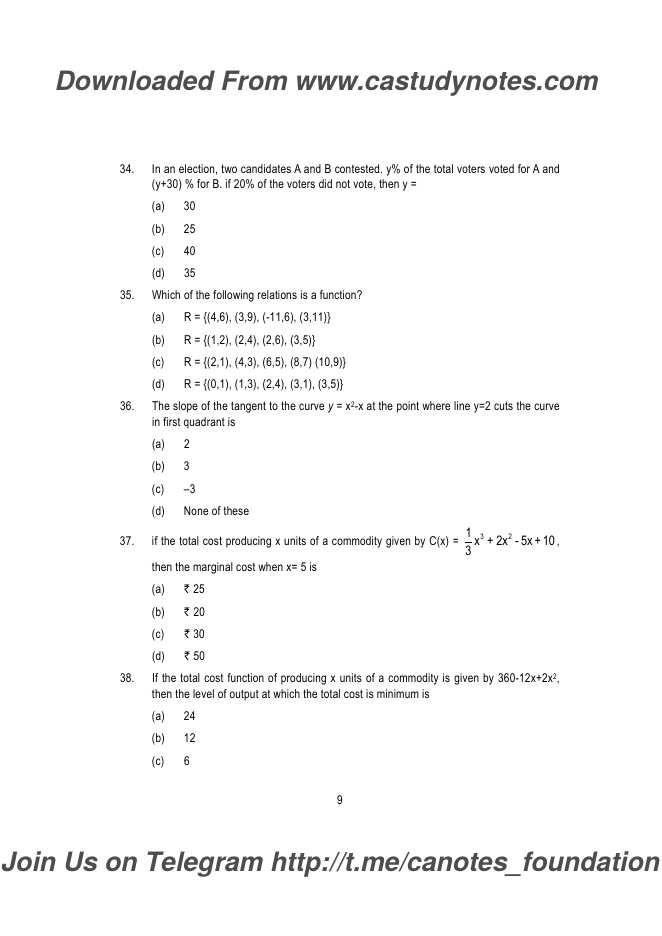 Downloaded From www.castudynotes.com
34. In an election, two candidates A and B contested. y% of the total voters voted for A and
(y+30) % for B. if 20% of the voters did not vote, then y =
(a) 30
(b) 25
(c) 40
(d) 35
35. Which of the following relations is a function?
(a) R = {(4,6), (3,9), (-11,6), (3,11)}
(b) R = {(1,2), (2,4), (2,6), (3,5)}
(c) R = {(2,1), (4,3), (6,5), (8,7) (10,9)}
(d) R = {(0,1), (1,3), (2,4), (3,1), (3,5)}
36. The slope of the tangent to the curve y = x²-x at the point where line y=2 cuts the curve
in first quadrant is
(a) 2
(b) 3
(c) –3
(d) None of these
37. if the total cost producing x units of a commodity given by C(x) = 1/3 x³ + 2x² - 5x + 10 ,
then the marginal cost when x= 5 is
(a) ₹ 25
(b) ₹ 20
(c) ₹ 30
(d) ₹ 50
38. If the total cost function of producing x units of a commodity is given by 360-12x+2x²,
then the level of output at which the total cost is minimum is
(a) 24
(b) 12
(c) 6
9
Join Us on Telegram http://t.me/canotes_foundation